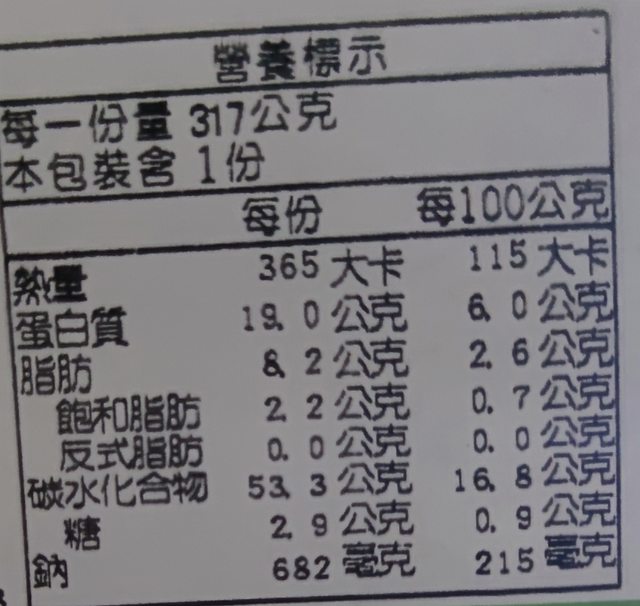 營養標示
每一份量 317公克
本包裝含 1份
每份 每100公克
熱量 365 大卡 115 大卡
蛋白質 19.0 公克 6.0 公克
脂肪 8.2 公克 2.6 公克
飽和脂肪 2.2 公克 0.7 公克
反式脂肪 0.0 公克 0.0 公克
碳水化合物 53.3 公克 16.8 公克
糖 2.9 公克 0.9 公克
鈉 682 毫克 215 毫克